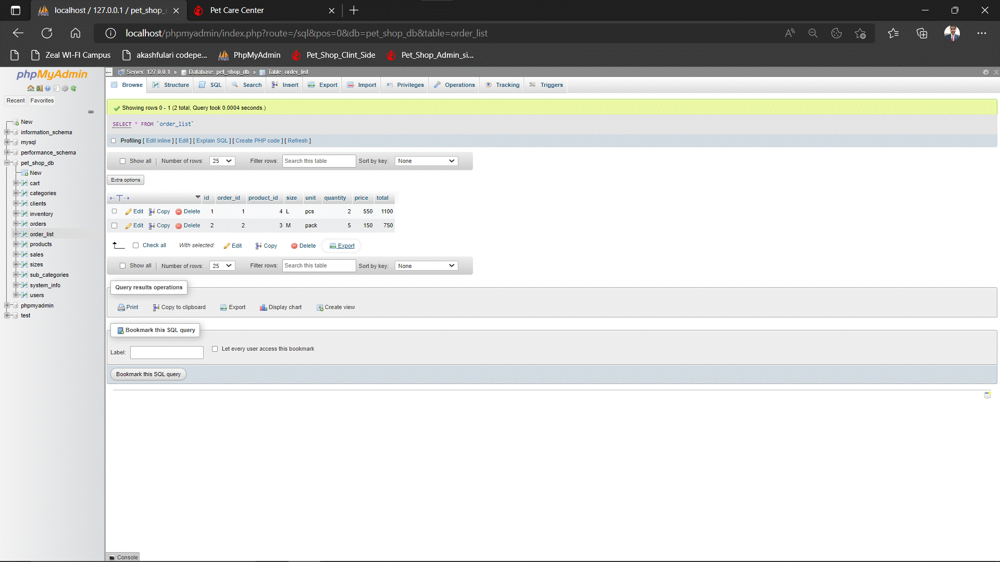 localhost / 127.0.0.1 / pet_shop_
Pet Care Center
localhost/phpmyadmin/index.php?route=/sql&pos=0&db=pet_shop_db&table=order_list
Zeal WI-FI Campus
akashfulari codepe...
PhpMyAdmin
Pet_Shop_Clint_Side
Pet_Shop_Admin_si...
phpMyAdmin
Recent Favorites
New
information_schema
mysql
performance_schema
pet_shop_db
New
cart
categories
clients
inventory
orders
order_list
products
sales
sizes
sub_categories
system_info
users
phpmyadmin
test
Server: 127.0.0.1 » Database: pet_shop_db » Table: order_list
Browse Structure SQL Search Insert Export Import Privileges Operations Tracking Triggers
Showing rows 0 - 1 (2 total, Query took 0.0004 seconds.)
SELECT * FROM `order_list`
Profiling [ Edit inline ] [ Edit ] [ Explain SQL ] [ Create PHP code ] [ Refresh ]
Show all | Number of rows: 25 Filter rows: Search this table Sort by key: None
Extra options
←T→ id order_id product_id size unit quantity price total
Edit Copy Delete 1 1 4 L pcs 2 550 1100
Edit Copy Delete 2 2 3 M pack 5 150 750
Check all With selected: Edit Copy Delete Export
Show all | Number of rows: 25 Filter rows: Search this table Sort by key: None
Query results operations
Print Copy to clipboard Export Display chart Create view
Bookmark this SQL query
Label: Let every user access this bookmark
Bookmark this SQL query
Console